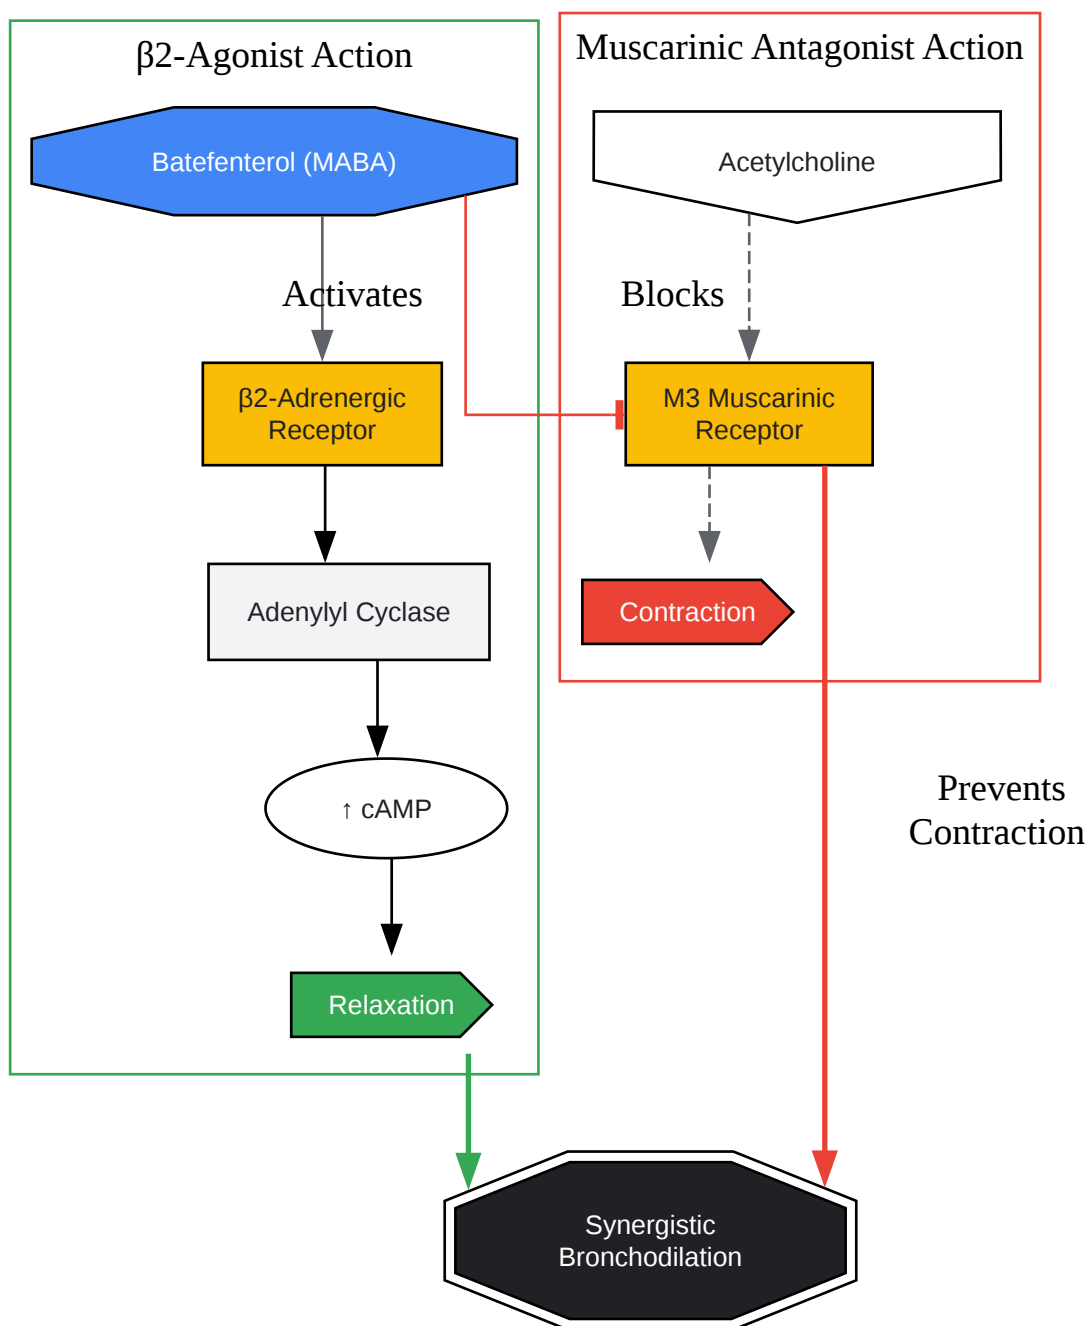 β2-Agonist Action
Muscarinic Antagonist Action
Batefenterol (MABA)
Acetylcholine
Activates
Blocks
β2-Adrenergic
Receptor
M3 Muscarinic
Receptor
Adenylyl Cyclase
Contraction
↑ cAMP
Prevents
Contraction
Relaxation
Synergistic
Bronchodilation